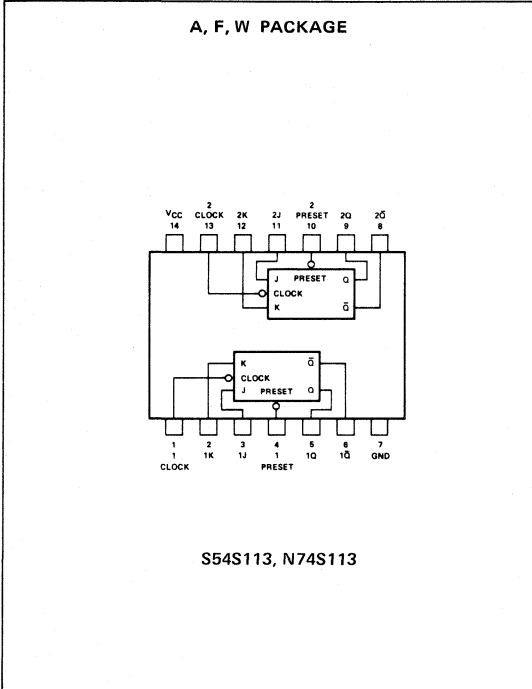 A, F, W PACKAGE
2 2
VCC CLOCK 2K 2J PRESET 2Q 2Q̅
14 13 12 11 10 9 8
J PRESET Q
CLOCK
K Q̅
K Q̅
CLOCK
J PRESET Q
1 2 3 4 5 6 7
1 1K 1J 1 1Q 1Q̅ GND
CLOCK PRESET
S54S113, N74S113